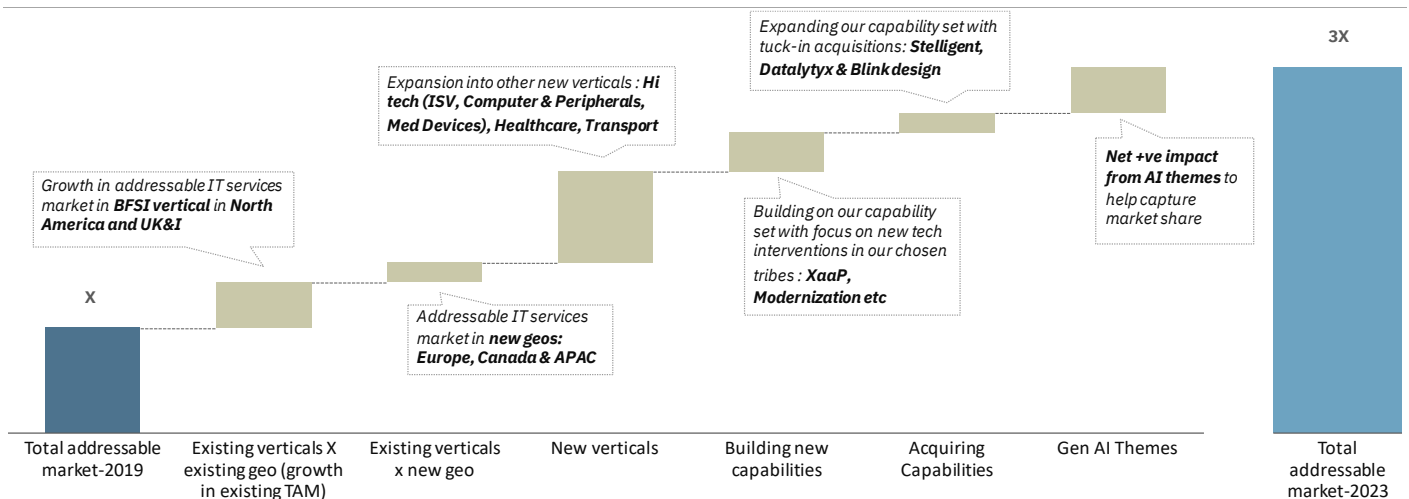 Growth in addressable IT services
market in BFSI vertical in North
America and UK&I
Expansion into other new verticals : Hi
tech (ISV, Computer & Peripherals,
Med Devices), Healthcare, Transport
Expanding our capability set with
tuck-in acquisitions: Stelligent,
Datalytyx & Blink design
3X
X
Addressable IT services
market in new geos:
Europe, Canada & APAC
Building on our capability
set with focus on new tech
interventions in our chosen
tribes : XaaP,
Modernization etc
Net +ve impact
from AI themes to
help capture
market share
Total addressable
market-2019
Existing verticals X
existing geo (growth
in existing TAM)
Existing verticals
x new geo
New verticals
Building new
capabilities
Acquiring
Capabilities
Gen AI Themes
Total
addressable
market-2023